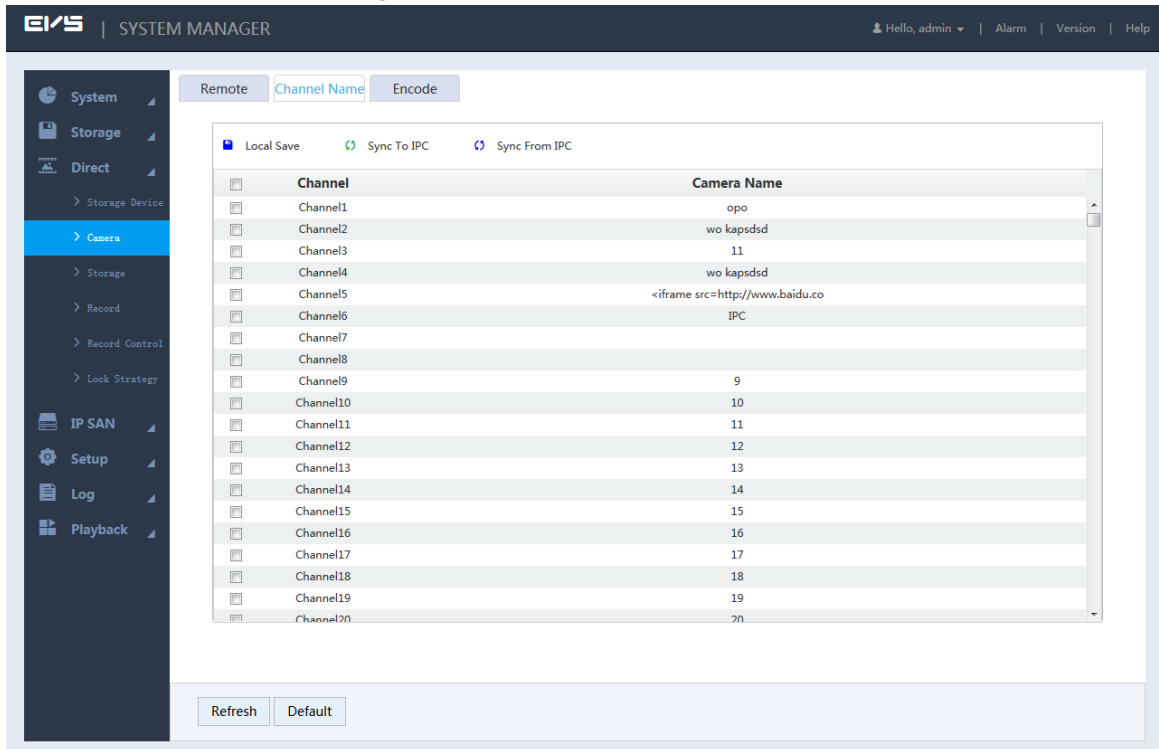 EVS | SYSTEM MANAGER
Hello, admin | Alarm | Version | Help
System
Storage
Direct
> Storage Device
> Camera
> Storage
> Record
> Record Control
> Lock Strategy
IP SAN
Setup
Log
Playback
Remote Channel Name Encode
Local Save Sync To IPC Sync From IPC
Channel Camera Name
Channel1 opo
Channel2 wo kapsdsd
Channel3 11
Channel4 wo kapsdsd
Channel5 <iframe src=http://www.baidu.co
Channel6 IPC
Channel7
Channel8
Channel9 9
Channel10 10
Channel11 11
Channel12 12
Channel13 13
Channel14 14
Channel15 15
Channel16 16
Channel17 17
Channel18 18
Channel19 19
Channel20 20
Refresh Default